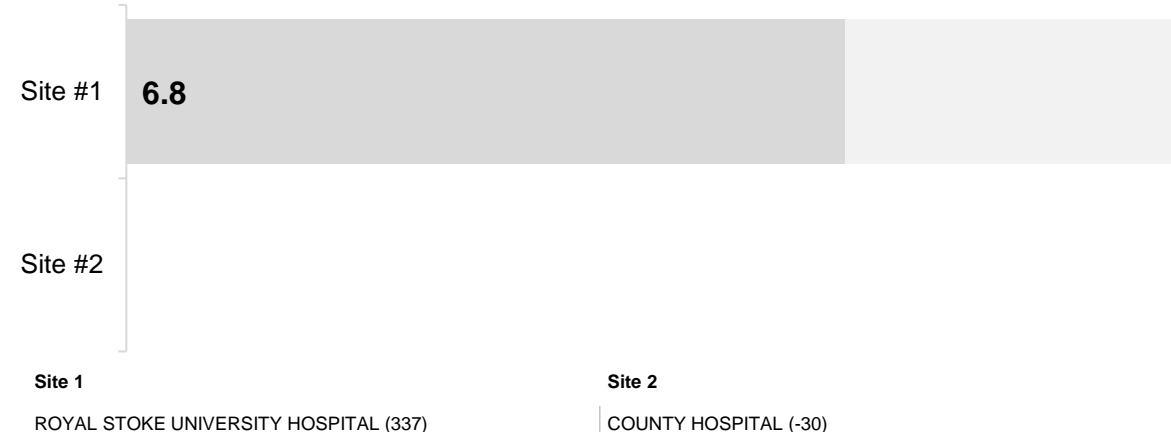 Site #1
6.8
Site #2
Site 1 Site 2
ROYAL STOKE UNIVERSITY HOSPITAL (337) COUNTY HOSPITAL (-30)